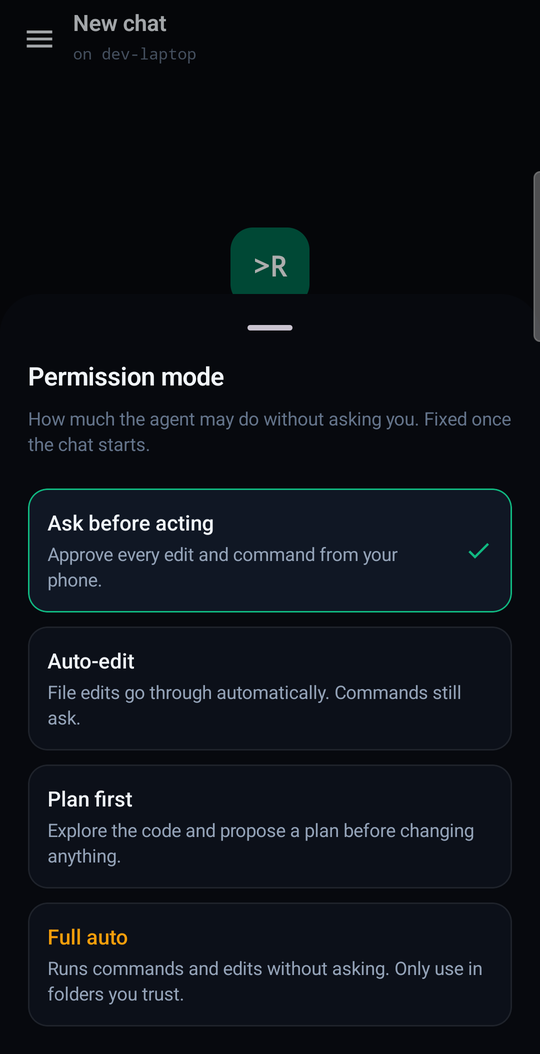 New chat
on dev-laptop
>R
Permission mode
How much the agent may do without asking you. Fixed once
the chat starts.
Ask before acting
Approve every edit and command from your
phone.
Auto-edit
File edits go through automatically. Commands still
ask.
Plan first
Explore the code and propose a plan before changing
anything.
Full auto
Runs commands and edits without asking. Only use in
folders you trust.